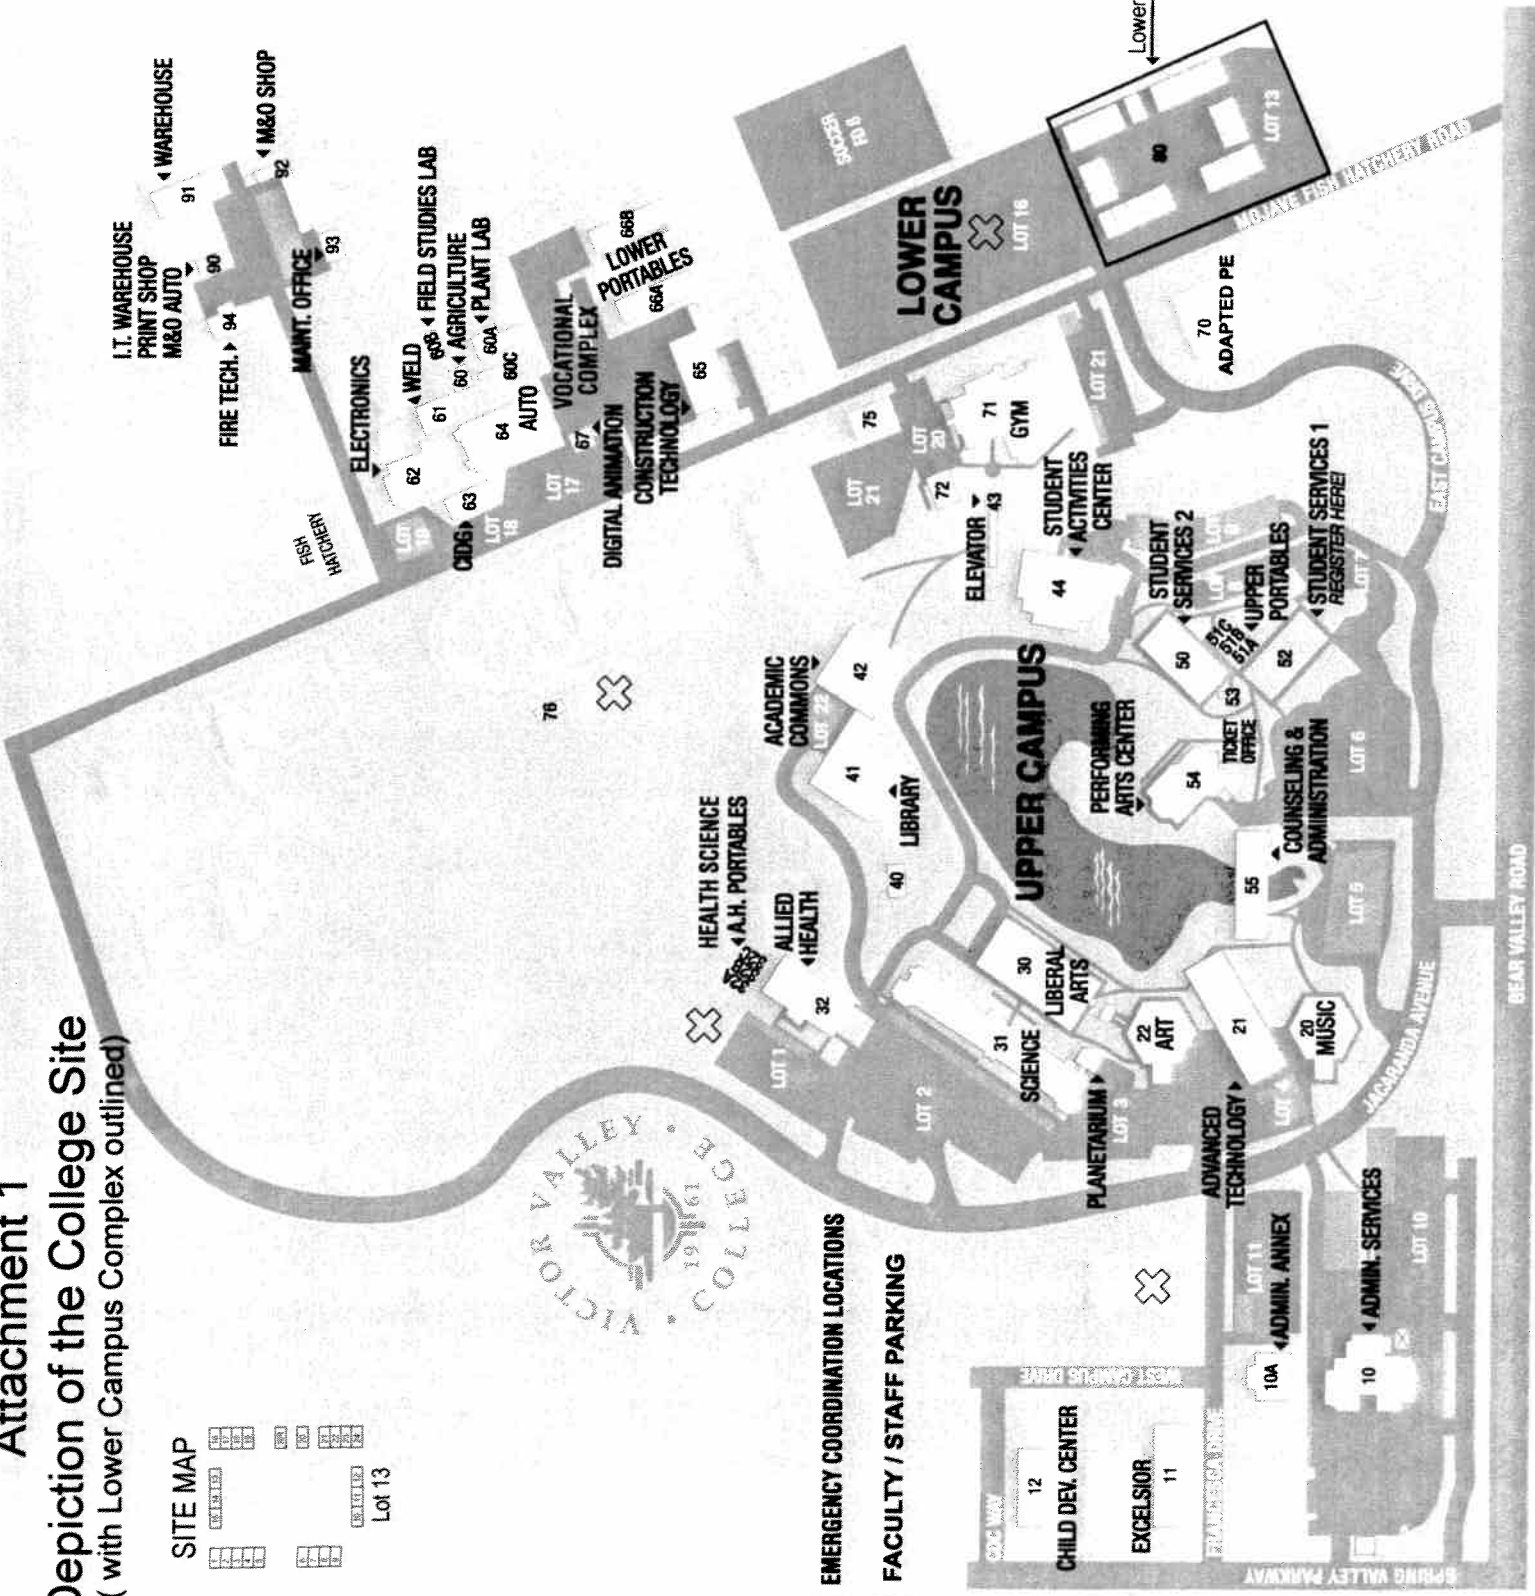 Attachment 1
Depiction of the College Site
( with Lower Campus Complex outlined)
SITE MAP
Lot 13
I.T. WAREHOUSE
PRINT SHOP
M&O AUTO
90
WAREHOUSE
91
M&O SHOP
92
93
MAINT. OFFICE
FIRE TECH.
94
FISH
HATCHERY
ELECTRONICS
62
WELD
61
60B
FIELD STUDIES LAB
60
AGRICULTURE
60A
PLANT LAB
60C
64
AUTO
63
CIDG
LOT 19
LOT
18
LOT
17
VOCATIONAL
COMPLEX
67
DIGITAL ANIMATION
CONSTRUCTION
TECHNOLOGY
65
66A
66B
LOWER
PORTABLES
SOCCER
LOWER
CAMPUS
LOT 16
Lower
80
LOT 13
MOJAVE FISH HATCHERY ROAD
70
ADAPTED PE
75
LOT
20
LOT
21
72
71
GYM
LOT 21
ELEVATOR
43
STUDENT
ACTIVITIES
CENTER
44
EAST CAMPUS DRIVE
STUDENT
SERVICES 2
50
51C
51B
51A
UPPER
PORTABLES
STUDENT SERVICES 1
REGISTER HERE!
52
53
TICKET
OFFICE
PERFORMING
ARTS CENTER
54
LOT 6
COUNSELING &
ADMINISTRATION
55
LOT 5
UPPER CAMPUS
76
ACADEMIC
COMMONS
42
LOT 22
41
LIBRARY
40
HEALTH SCIENCE
A.H. PORTABLES
ALLIED
HEALTH
32
LOT 1
LOT 2
31
SCIENCE
30
LIBERAL
ARTS
PLANETARIUM
LOT 3
22
ART
21
ADVANCED
TECHNOLOGY
20
MUSIC
JACARANDA AVENUE
BEAR VALLEY ROAD
VICTOR VALLEY • COLLEGE •
1961
EMERGENCY COORDINATION LOCATIONS
FACULTY / STAFF PARKING
LOT 11
10A
ADMIN. ANNEX
10
ADMIN. SERVICES
LOT 10
WEST CAMPUS DRIVE
12
CHILD DEV. CENTER
EXCELSIOR
11
FRANCESCA DRIVE
SPRING VALLEY PARKWAY